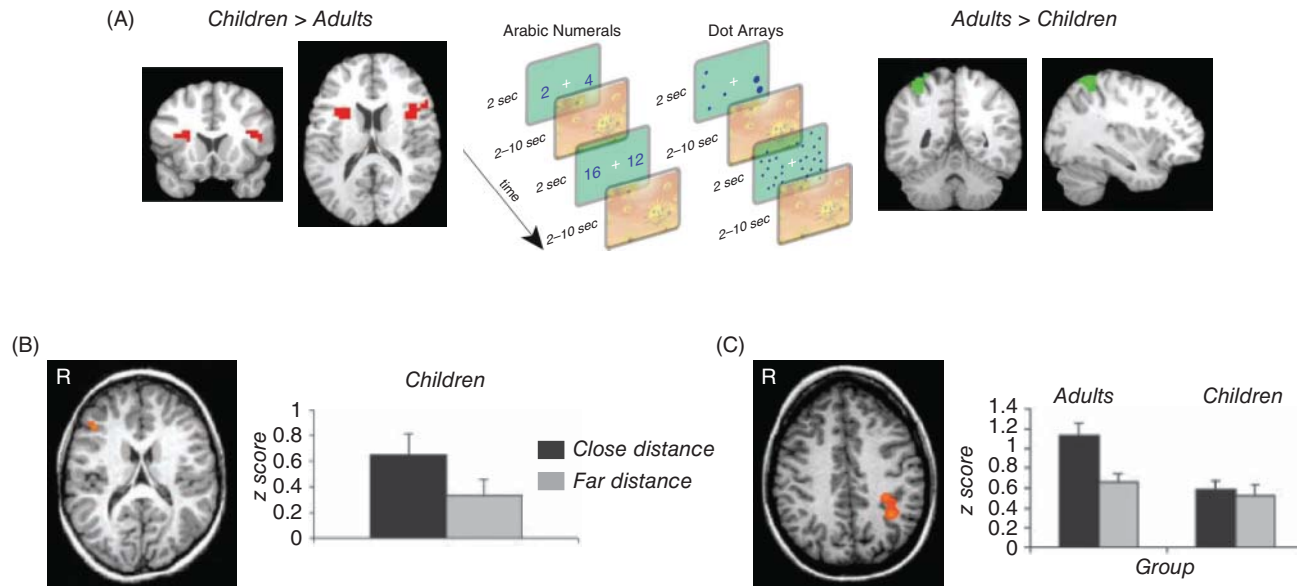 (A)
Children > Adults
Arabic Numerals
Dot Arrays
Adults > Children
2 sec
2 + 4
2–10 sec
2 sec
16 + 12
2–10 sec
time
2 sec
+
2–10 sec
2 sec
+
2–10 sec
(B)
R
Children
z score
1
0.8
0.6
0.4
0.2
0
Close distance
Far distance
(C)
R
Adults
Children
z score
1.4
1.2
1
0.8
0.6
0.4
0.2
0
Group